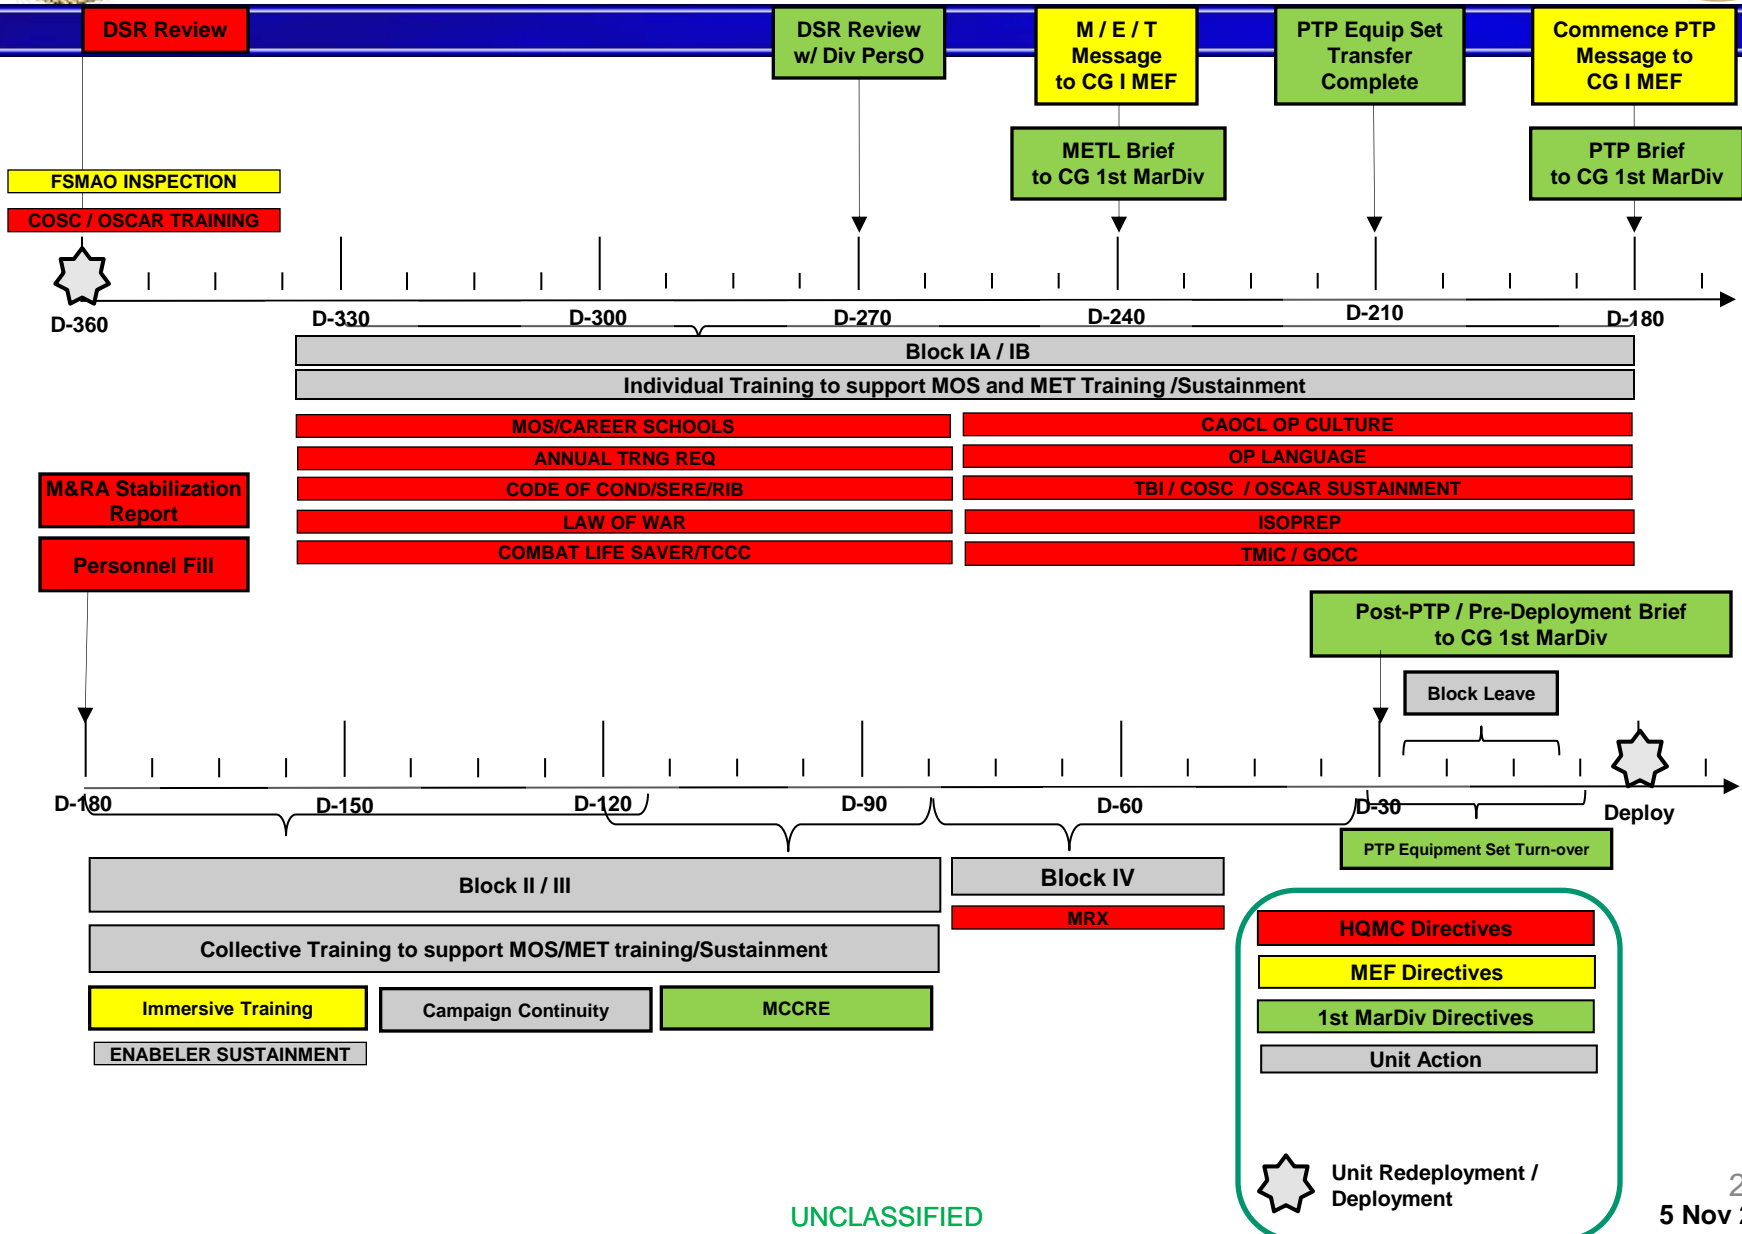 DSR Review
DSR Review
w/ Div PersO
M / E / T
Message
to CG I MEF
PTP Equip Set
Transfer
Complete
Commence PTP
Message to
CG I MEF
METL Brief
to CG 1st MarDiv
PTP Brief
to CG 1st MarDiv
FSMAO INSPECTION
COSC / OSCAR TRAINING
D-360
D-330
D-300
D-270
D-240
D-210
D-180
Block IA / IB
Individual Training to support MOS and MET Training /Sustainment
MOS/CAREER SCHOOLS
CAOCL OP CULTURE
ANNUAL TRNG REQ
OP LANGUAGE
CODE OF COND/SERE/RIB
TBI / COSC / OSCAR SUSTAINMENT
LAW OF WAR
ISOPREP
COMBAT LIFE SAVER/TCCC
TMIC / GOCC
M&RA Stabilization
Report
Personnel Fill
Post-PTP / Pre-Deployment Brief
to CG 1st MarDiv
Block Leave
D-180
D-150
D-120
D-90
D-60
D-30
Deploy
PTP Equipment Set Turn-over
Block II / III
Block IV
MRX
Collective Training to support MOS/MET training/Sustainment
Immersive Training
Campaign Continuity
MCCRE
ENABELER SUSTAINMENT
HQMC Directives
MEF Directives
1st MarDiv Directives
Unit Action
Unit Redeployment /
Deployment
UNCLASSIFIED
2
5 Nov